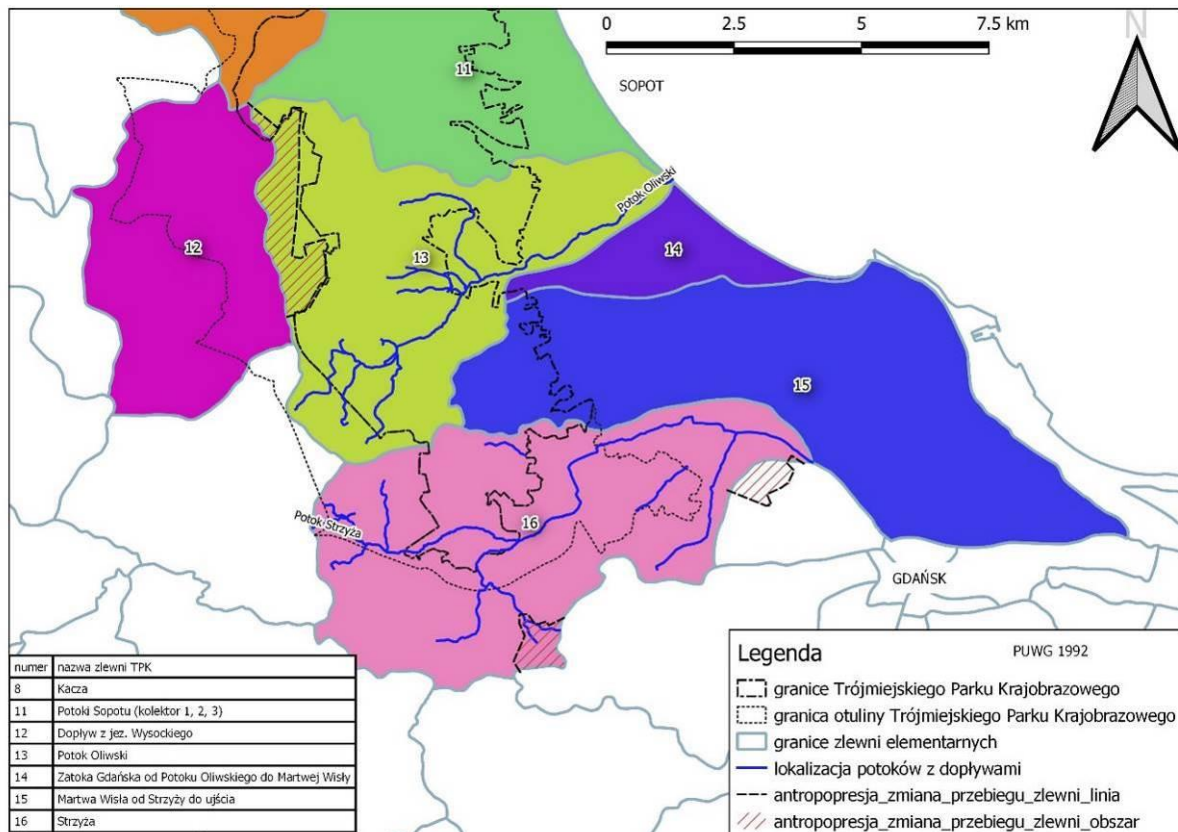 0 2.5 5 7.5 km
N
SOPOT
11
Potok Oliwski
12
13
14
15
16
Potok Strzyża
GDAŃSK
numer nazwa zlewni TPK
8 Kacza
11 Potoki Sopotu (kolektor 1, 2, 3)
12 Dopływ z jez. Wysockiego
13 Potok Oliwski
14 Zatoka Gdańska od Potoku Oliwskiego do Martwej Wisły
15 Martwa Wisła od Strzyży do ujścia
16 Strzyża
Legenda PUWG 1992
granice Trójmiejskiego Parku Krajobrazowego
granica otuliny Trójmiejskiego Parku Krajobrazowego
granice zlewni elementarnych
lokalizacja potoków z dopływami
antropopresja_zmiana_przebiegu_zlewni_linia
antropopresja_zmiana_przebiegu_zlewni_obszar